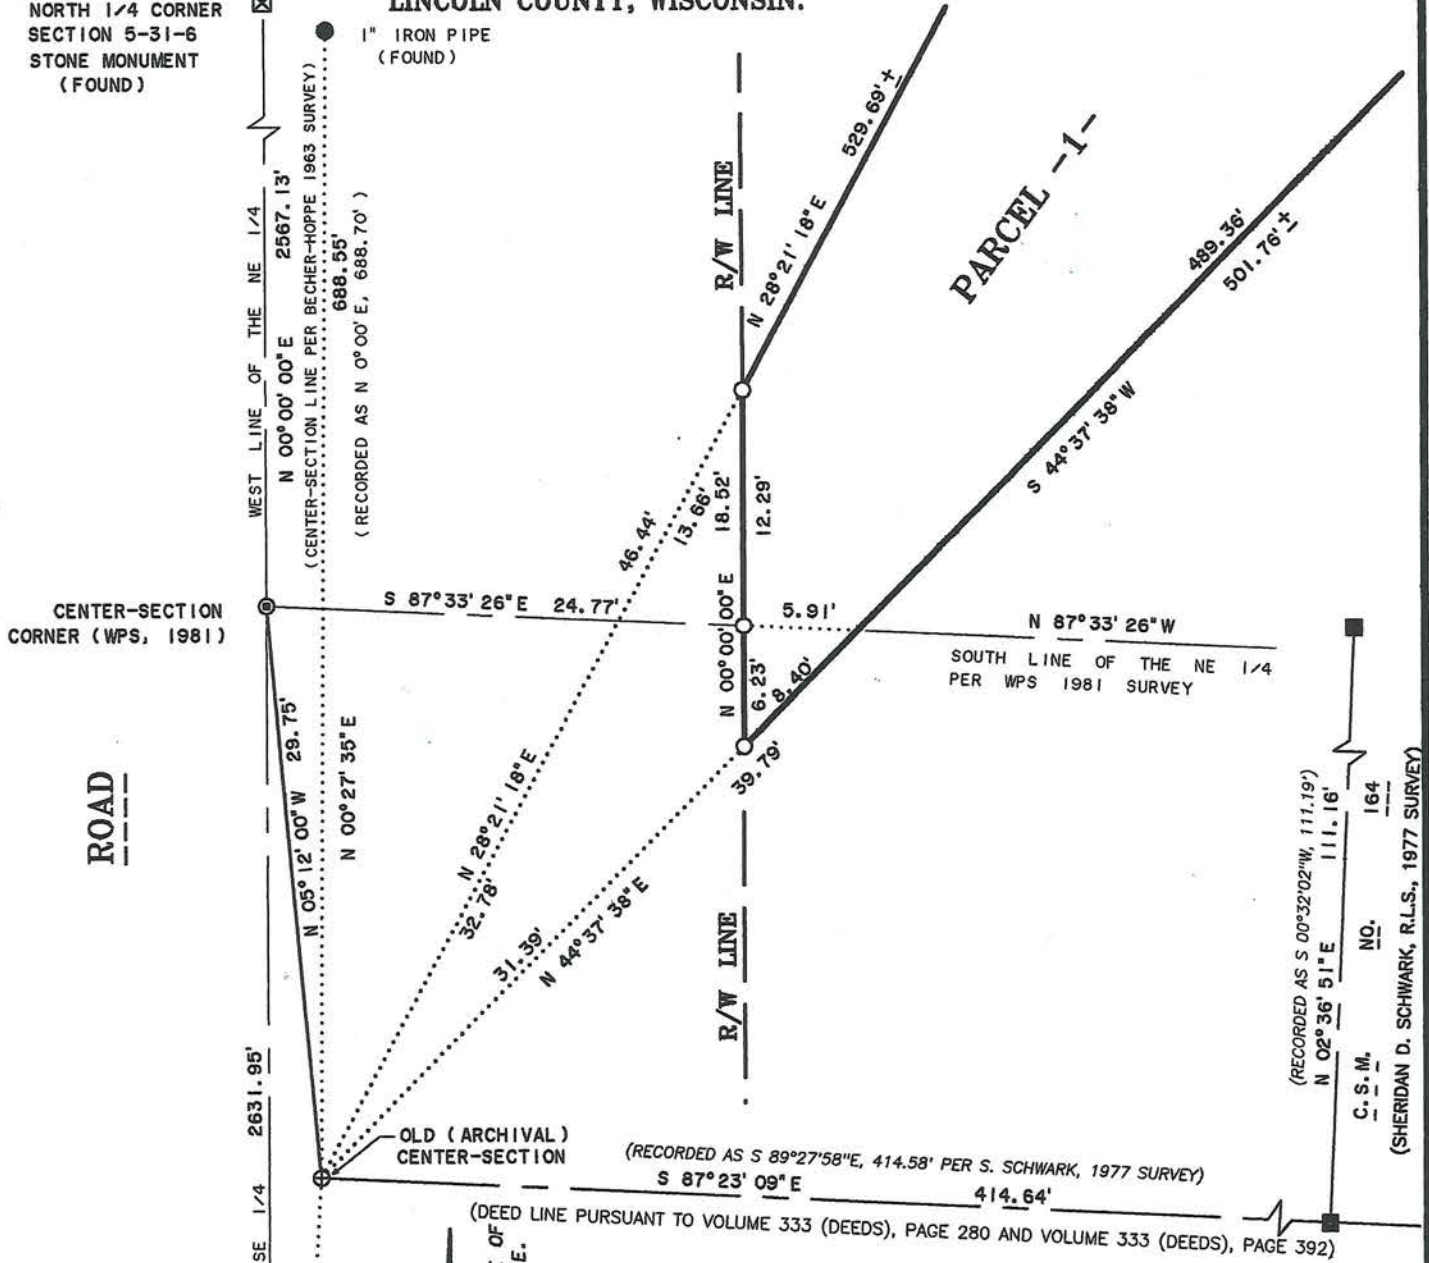 LINCOLN COUNTY, WISCONSIN.
NORTH 1/4 CORNER
SECTION 5-31-6
STONE MONUMENT
(FOUND)
1" IRON PIPE
(FOUND)
WEST LINE OF THE NE 1/4
N 00°00'00"E 2567.13'
(CENTER-SECTION LINE PER BECHER-HOPPE 1963 SURVEY)
688.55'
(RECORDED AS N 0°00'E, 688.70')
R/W LINE
N 28°21'18"E
529.69'±
PARCEL -1-
489.36'
501.76'±
S 44°37'38"W
46.44'
13.66'
18.52'
12.29'
N 00°00'00"E
CENTER-SECTION
CORNER (WPS, 1981)
S 87°33'26"E 24.77'
5.91'
N 87°33'26"W
SOUTH LINE OF THE NE 1/4
PER WPS 1981 SURVEY
6.23'
8.40'
39.79'
ROAD
N 05°12'00"W 29.75'
N 00°27'35"E
N 28°21'18"E
32.78'
31.39'
N 44°37'38"E
R/W LINE
(RECORDED AS S 00°32'02"W, 111.19')
N 02°36'51"E 111.16'
C.S.M. NO. 164
(SHERIDAN D. SCHWARK, R.L.S., 1977 SURVEY)
SE 1/4 2631.95'
OLD (ARCHIVAL)
CENTER-SECTION
(RECORDED AS S 89°27'58"E, 414.58' PER S. SCHWARK, 1977 SURVEY)
S 87°23'09"E 414.64'
(DEED LINE PURSUANT TO VOLUME 333 (DEEDS), PAGE 280 AND VOLUME 333 (DEEDS), PAGE 392)
OF
E.